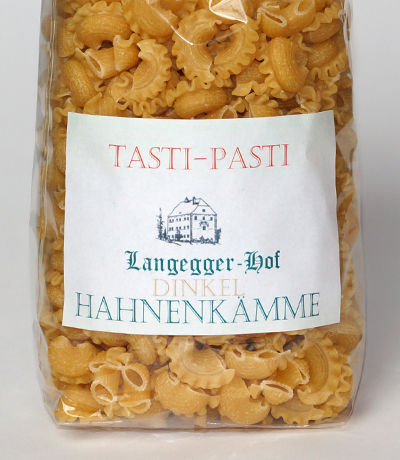 TASTI-PASTI
Langegger-Hof
DINKEL
HAHNENKÄMME